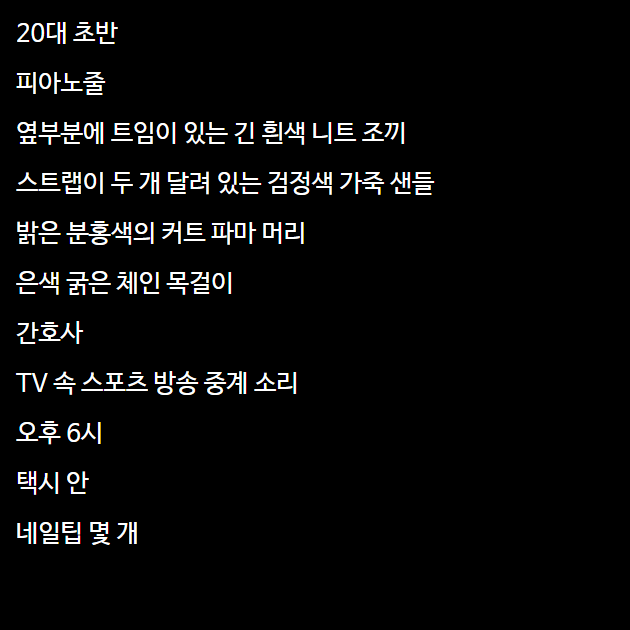 20대 초반
피아노줄
옆부분에 트임이 있는 긴 흰색 니트 조끼
스트랩이 두 개 달려 있는 검정색 가죽 샌들
밝은 분홍색의 커트 파마 머리
은색 굵은 체인 목걸이
간호사
TV 속 스포츠 방송 중계 소리
오후 6시
택시 안
네일팁 몇 개